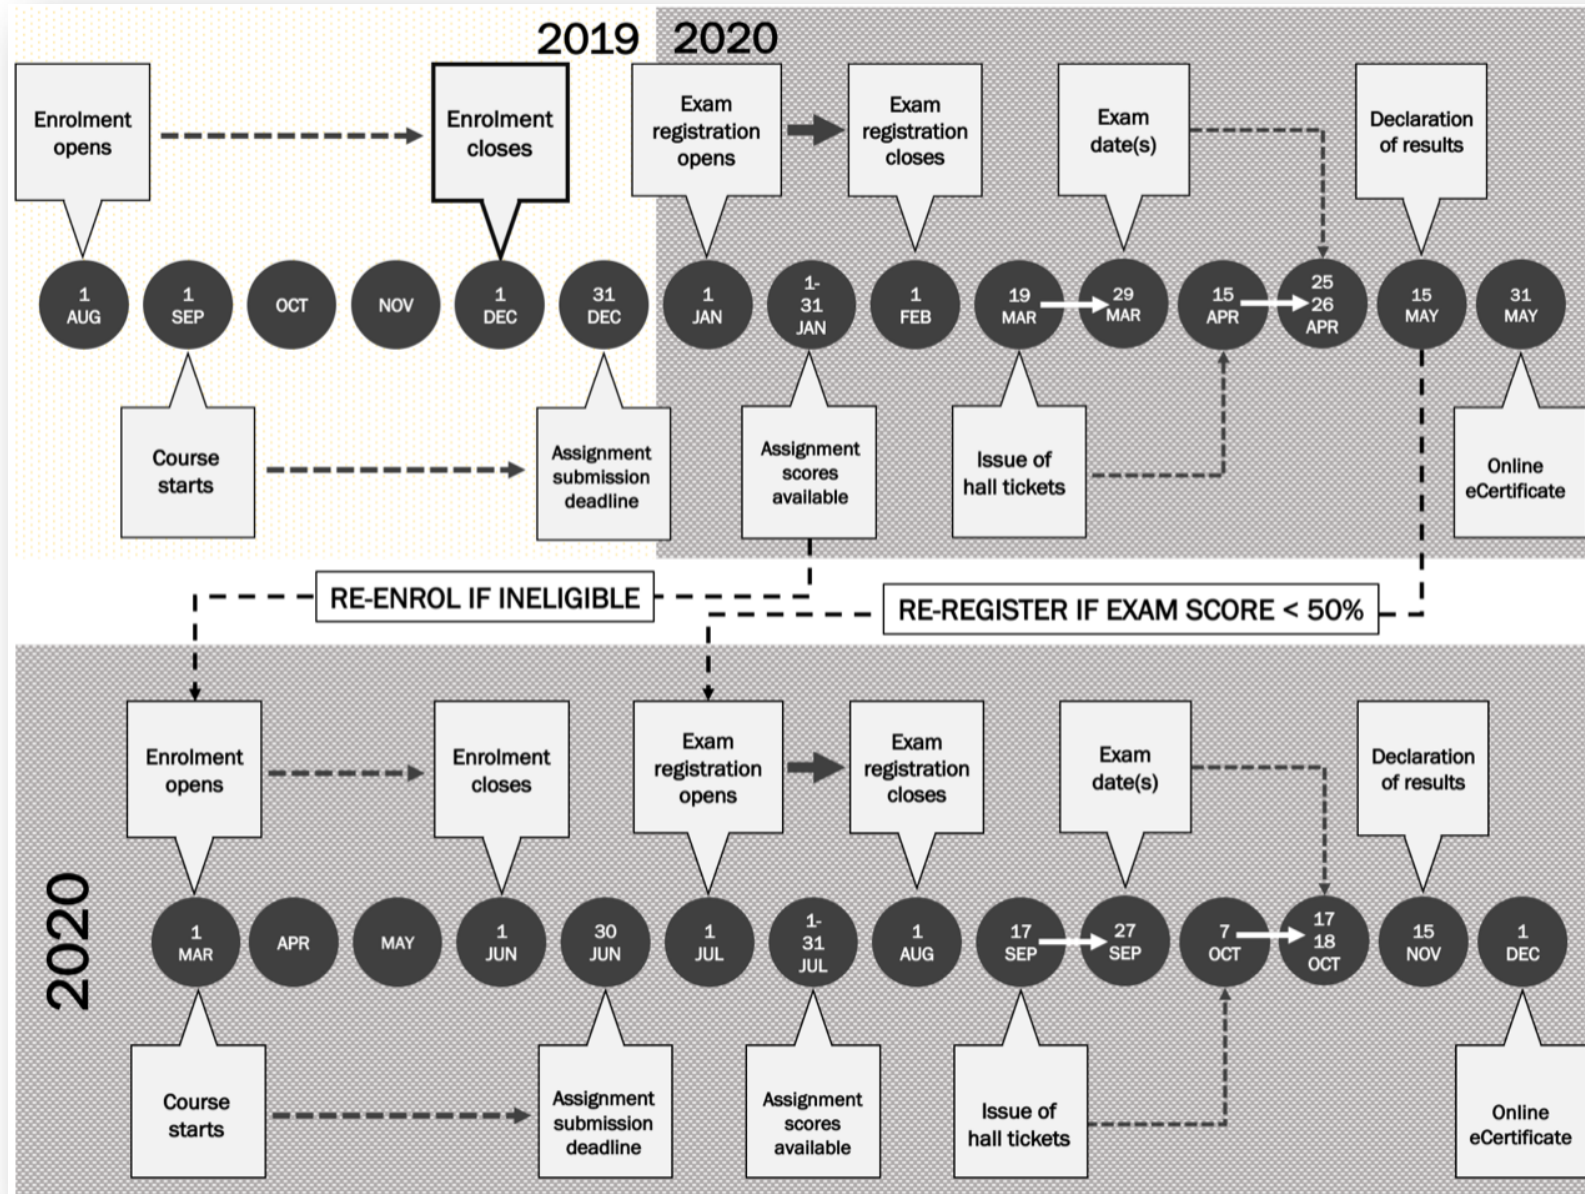 2019
2020
Enrolment
opens
Enrolment
closes
Exam
registration
opens
Exam
registration
closes
Exam
date(s)
Declaration
of results
1
AUG
1
SEP
OCT
NOV
1
DEC
31
DEC
1
JAN
1-
31
JAN
1
FEB
19
MAR
29
MAR
15
APR
25
26
APR
15
MAY
31
MAY
Course
starts
Assignment
submission
deadline
Assignment
scores
available
Issue of
hall tickets
Online
eCertificate
RE-ENROL IF INELIGIBLE
RE-REGISTER IF EXAM SCORE < 50%
2020
Enrolment
opens
Enrolment
closes
Exam
registration
opens
Exam
registration
closes
Exam
date(s)
Declaration
of results
1
MAR
APR
MAY
1
JUN
30
JUN
1
JUL
1-
31
JUL
1
AUG
17
SEP
27
SEP
7
OCT
17
18
OCT
15
NOV
1
DEC
Course
starts
Assignment
submission
deadline
Assignment
scores
available
Issue of
hall tickets
Online
eCertificate